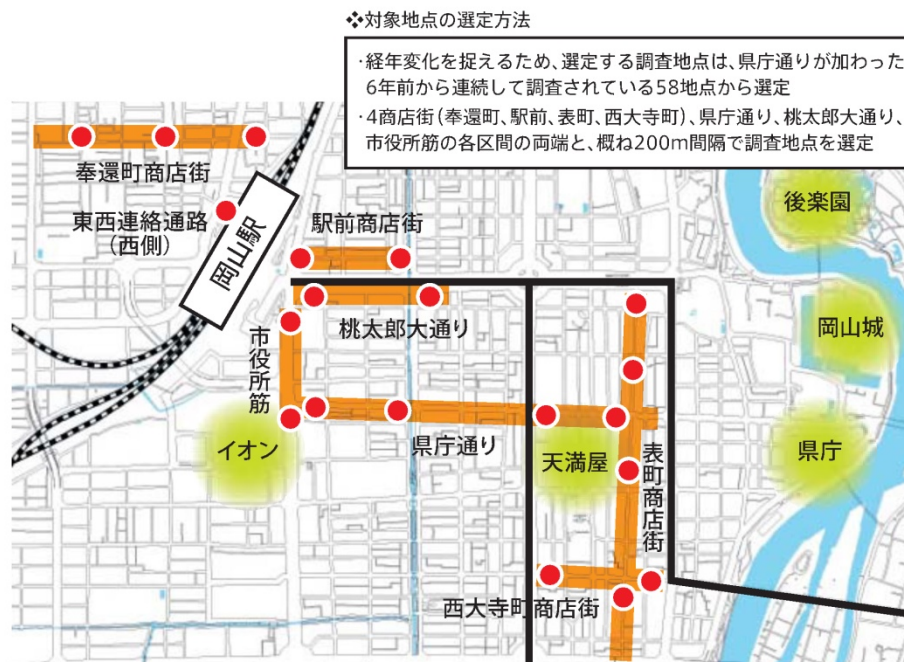 ❖対象地点の選定方法
・経年変化を捉えるため、選定する調査地点は、県庁通りが加わった
6年前から連続して調査されている58地点から選定
・4商店街(奉還町、駅前、表町、西大寺町)、県庁通り、桃太郎大通り、
市役所筋の各区間の両端と、概ね200m間隔で調査地点を選定
奉還町商店街
後楽園
東西連絡通路
(西側)
岡山駅
駅前商店街
桃太郎大通り
岡山城
市役所筋
イオン
県庁通り
天満屋
表町商店街
県庁
西大寺町商店街